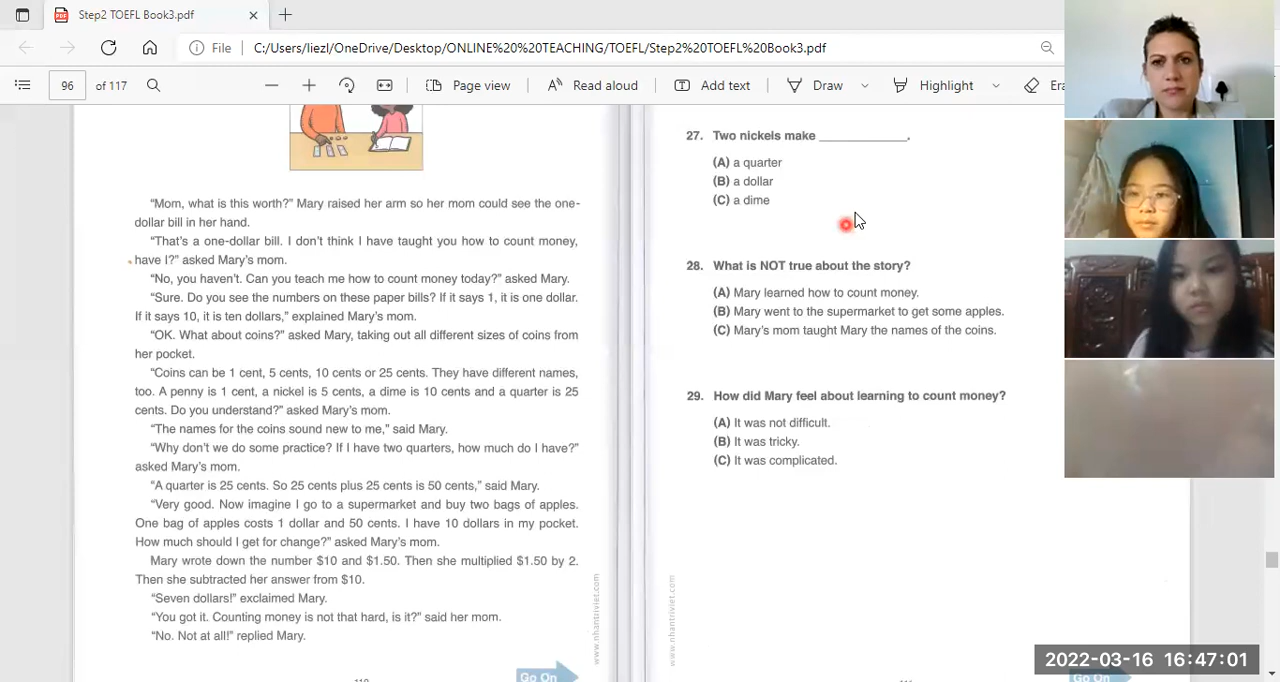 Step2 TOEFL Book3.pdf
File
C:/Users/liezl/OneDrive/Desktop/ONLINE%20%20TEACHING/TOEFL/Step2%20TOEFL%20Book3.pdf
96 of 117
Page view
Read aloud
Add text
Draw
Highlight
Era
“Mom, what is this worth?” Mary raised her arm so her mom could see the one-
dollar bill in her hand.
“That’s a one-dollar bill. I don’t think I have taught you how to count money,
have I?” asked Mary’s mom.
“No, you haven’t. Can you teach me how to count money today?” asked Mary.
“Sure. Do you see the numbers on these paper bills? If it says 1, it is one dollar.
If it says 10, it is ten dollars,” explained Mary’s mom.
“OK. What about coins?” asked Mary, taking out all different sizes of coins from
her pocket.
“Coins can be 1 cent, 5 cents, 10 cents or 25 cents. They have different names,
too. A penny is 1 cent, a nickel is 5 cents, a dime is 10 cents and a quarter is 25
cents. Do you understand?” asked Mary’s mom.
“The names for the coins sound new to me,” said Mary.
“Why don’t we do some practice? If I have two quarters, how much do I have?”
asked Mary’s mom.
“A quarter is 25 cents. So 25 cents plus 25 cents is 50 cents,” said Mary.
“Very good. Now imagine I go to a supermarket and buy two bags of apples.
One bag of apples costs 1 dollar and 50 cents. I have 10 dollars in my pocket.
How much should I get for change?” asked Mary’s mom.
Mary wrote down the number $10 and $1.50. Then she multiplied $1.50 by 2.
Then she subtracted her answer from $10.
“Seven dollars!” exclaimed Mary.
“You got it. Counting money is not that hard, is it?” said her mom.
“No. Not at all!” replied Mary.
www.nhantriviet.com
Go On
27. Two nickels make ____________.
(A) a quarter
(B) a dollar
(C) a dime
28. What is NOT true about the story?
(A) Mary learned how to count money.
(B) Mary went to the supermarket to get some apples.
(C) Mary’s mom taught Mary the names of the coins.
29. How did Mary feel about learning to count money?
(A) It was not difficult.
(B) It was tricky.
(C) It was complicated.
www.nhantriviet.com
Go On
2022-03-16 16:47:01